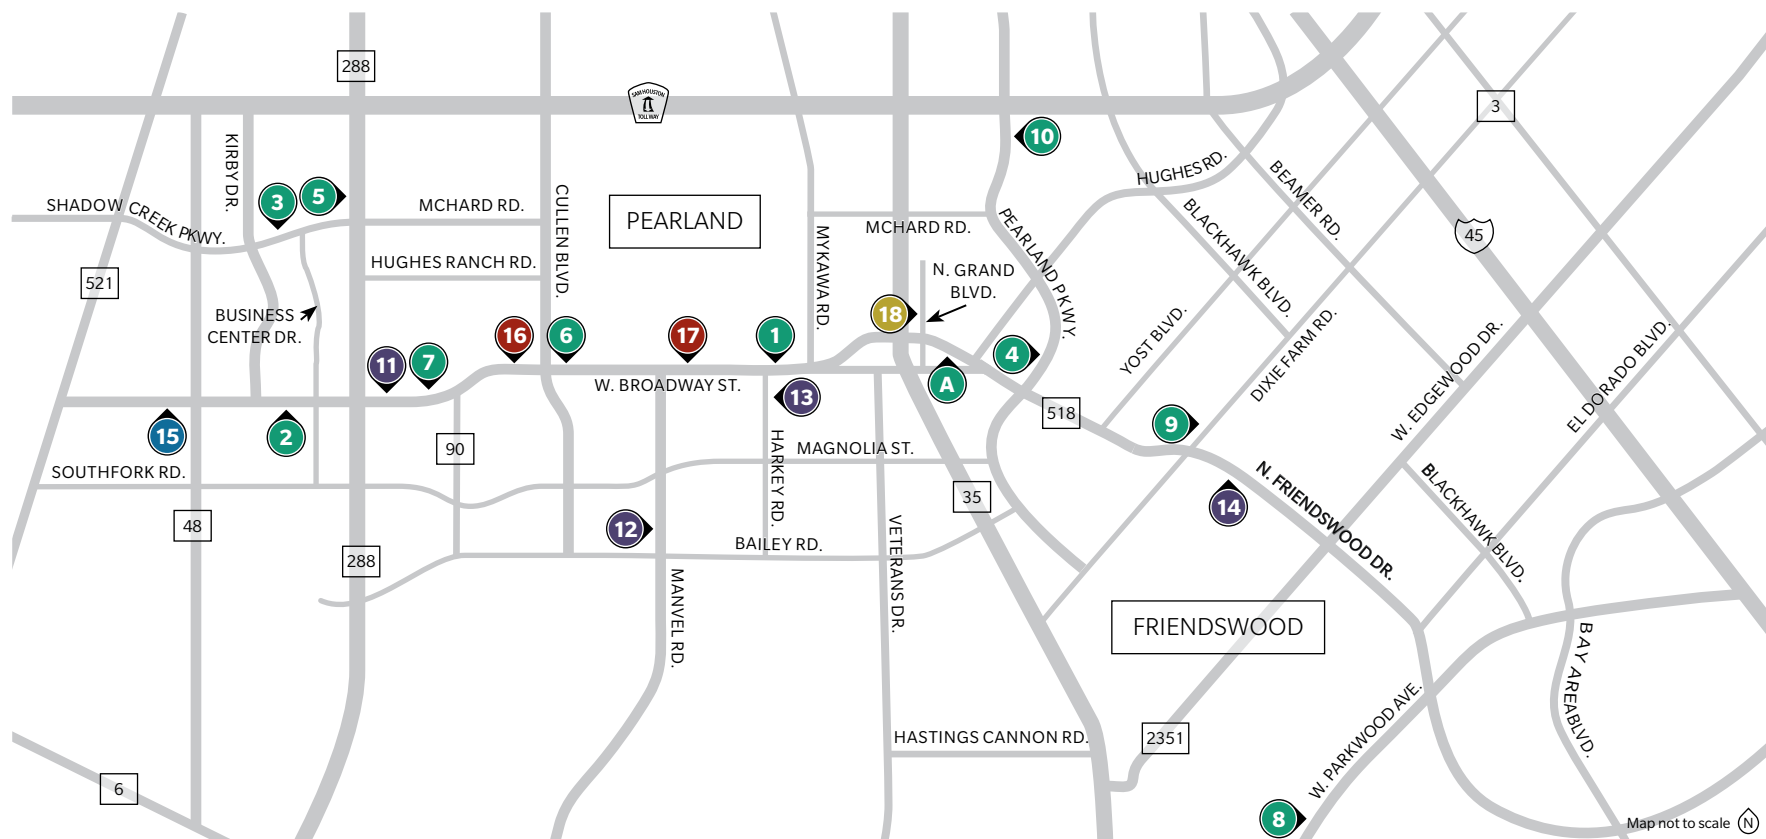 288
SAM HOUSTON
TOLLWAY
3
10
KIRBY DR.
HUGHES RD.
BEAMER RD.
3
5
SHADOW CREEK PKWY.
MCHARD RD.
CULLEN BLVD.
PEARLAND
MCHARD RD.
PEARLAND PKWY.
BLACKHAWK BLVD.
45
MYKAWA RD.
521
HUGHES RANCH RD.
N. GRAND
BLVD.
BUSINESS
CENTER DR.
18
16
6
17
1
4
YOST BLVD.
DIXIE FARM RD.
W. EDGEWOOD DR.
ELDORADO BLVD.
11
7
W. BROADWAY ST.
A
13
518
15
2
9
90
MAGNOLIA ST.
HARKEY RD.
SOUTHFORK RD.
N. FRIENDSWOOD DR.
BLACKHAWK BLVD.
35
14
48
12
BAILEY RD.
VETERANS DR.
288
MANVEL RD.
FRIENDSWOOD
BAY AREA BLVD.
HASTINGS CANNON RD.
2351
W. PARKWOOD AVE.
6
8
Map not to scale N